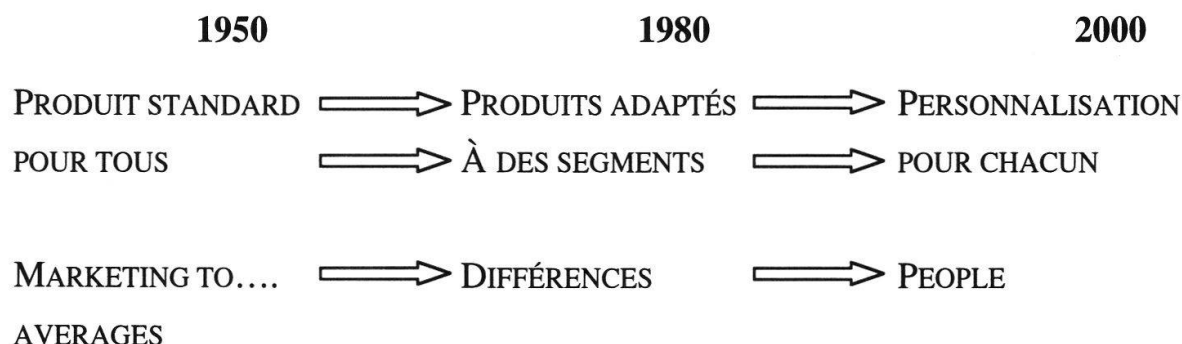 1950 1980 2000
PRODUIT STANDARD PRODUITS ADAPTÉS PERSONNALISATION
POUR TOUS À DES SEGMENTS POUR CHACUN
MARKETING TO…. DIFFÉRENCES PEOPLE
AVERAGES